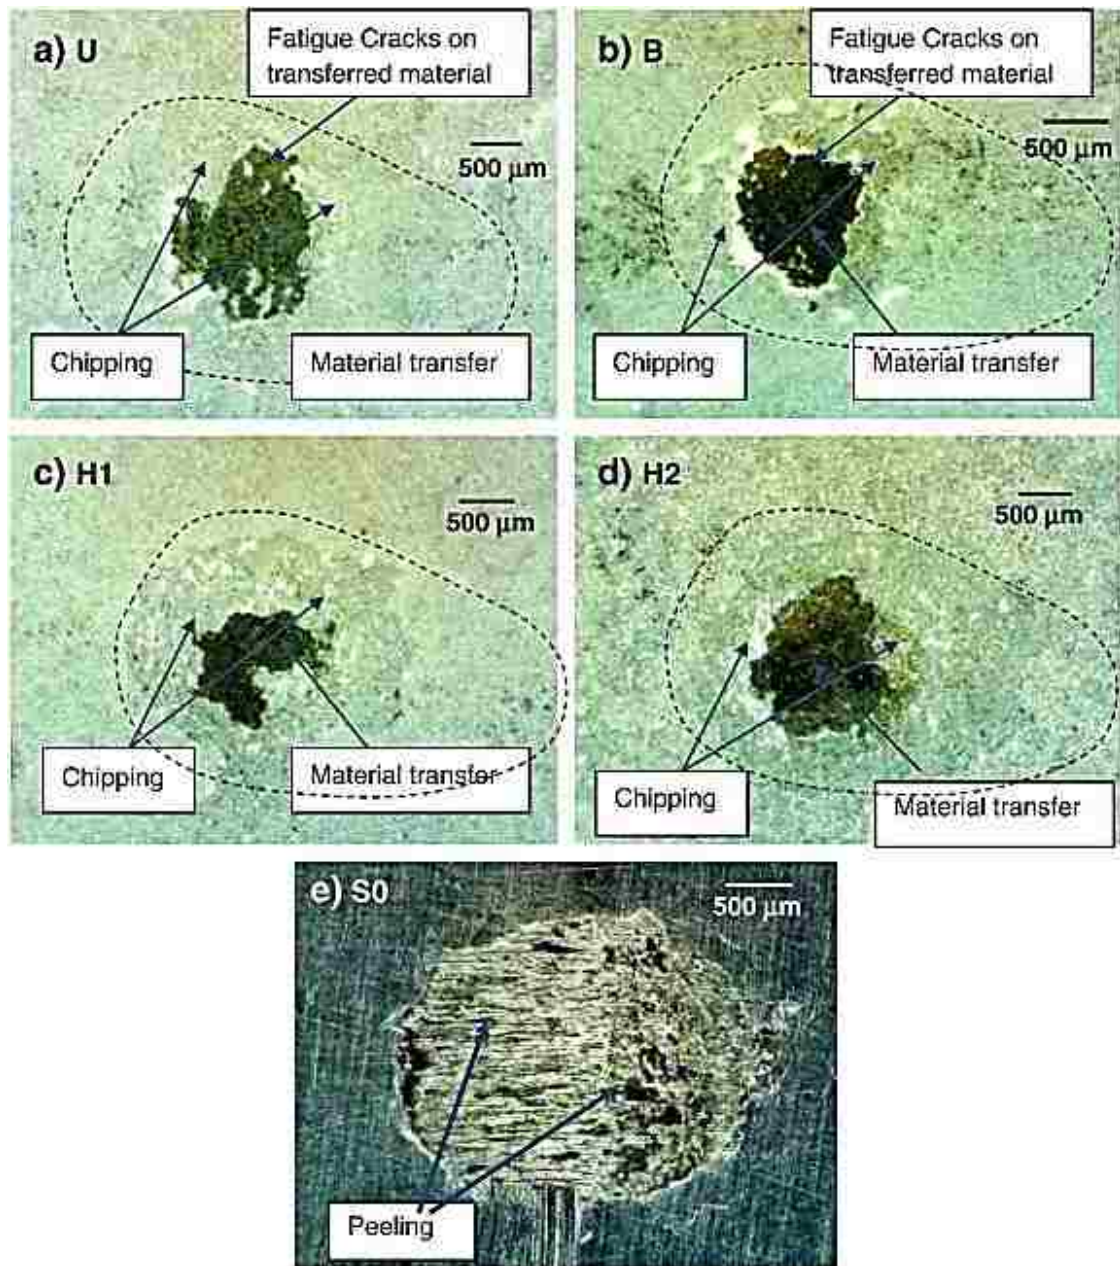 a) U
Fatigue Cracks on
transferred material
500 µm
Chipping
Material transfer
b) B
Fatigue Cracks on
transferred material
500 µm
Chipping
Material transfer
c) H1
500 µm
Chipping
Material transfer
d) H2
500 µm
Chipping
Material transfer
e) S0
500 µm
Peeling